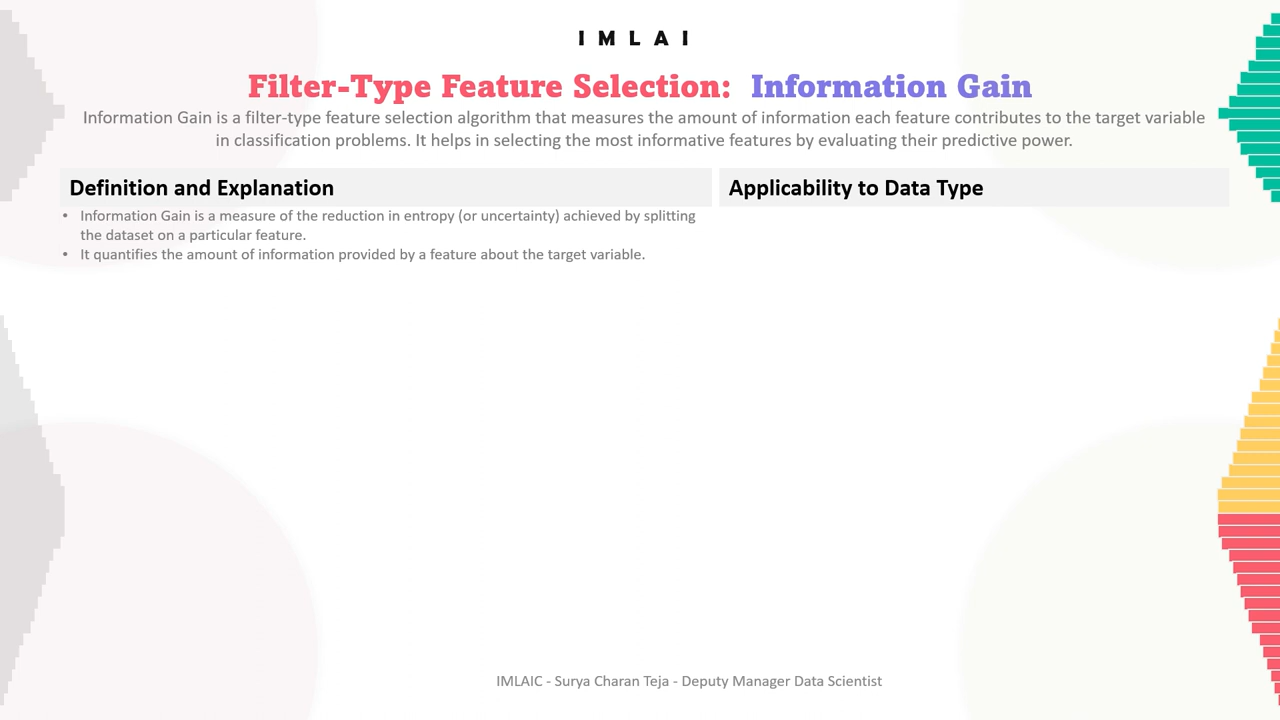 I M L A I
Filter-Type Feature Selection: Information Gain
Information Gain is a filter-type feature selection algorithm that measures the amount of information each feature contributes to the target variable
in classification problems. It helps in selecting the most informative features by evaluating their predictive power.
Definition and Explanation
• Information Gain is a measure of the reduction in entropy (or uncertainty) achieved by splitting
the dataset on a particular feature.
• It quantifies the amount of information provided by a feature about the target variable.
Applicability to Data Type
IMLAIC - Surya Charan Teja - Deputy Manager Data Scientist